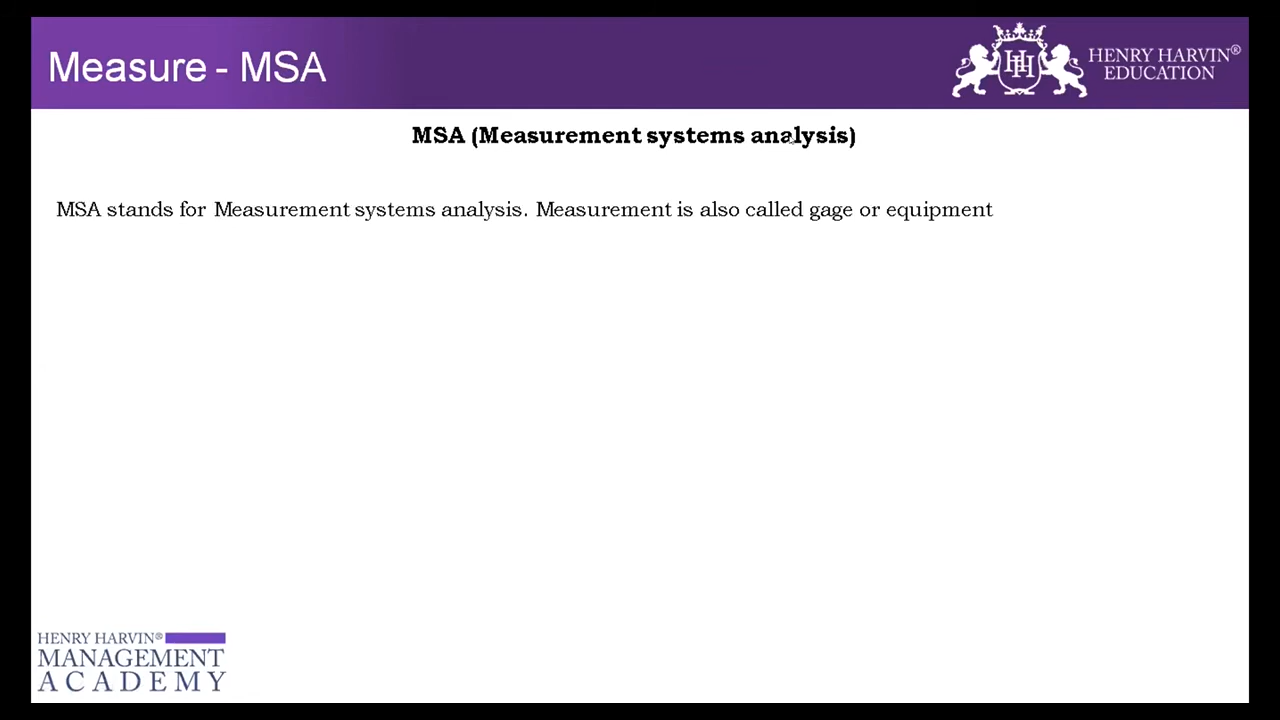 Measure - MSA
HENRY HARVIN®
EDUCATION
MSA (Measurement systems analysis)
MSA stands for Measurement systems analysis. Measurement is also called gage or equipment
HENRY HARVIN®
MANAGEMENT
ACADEMY